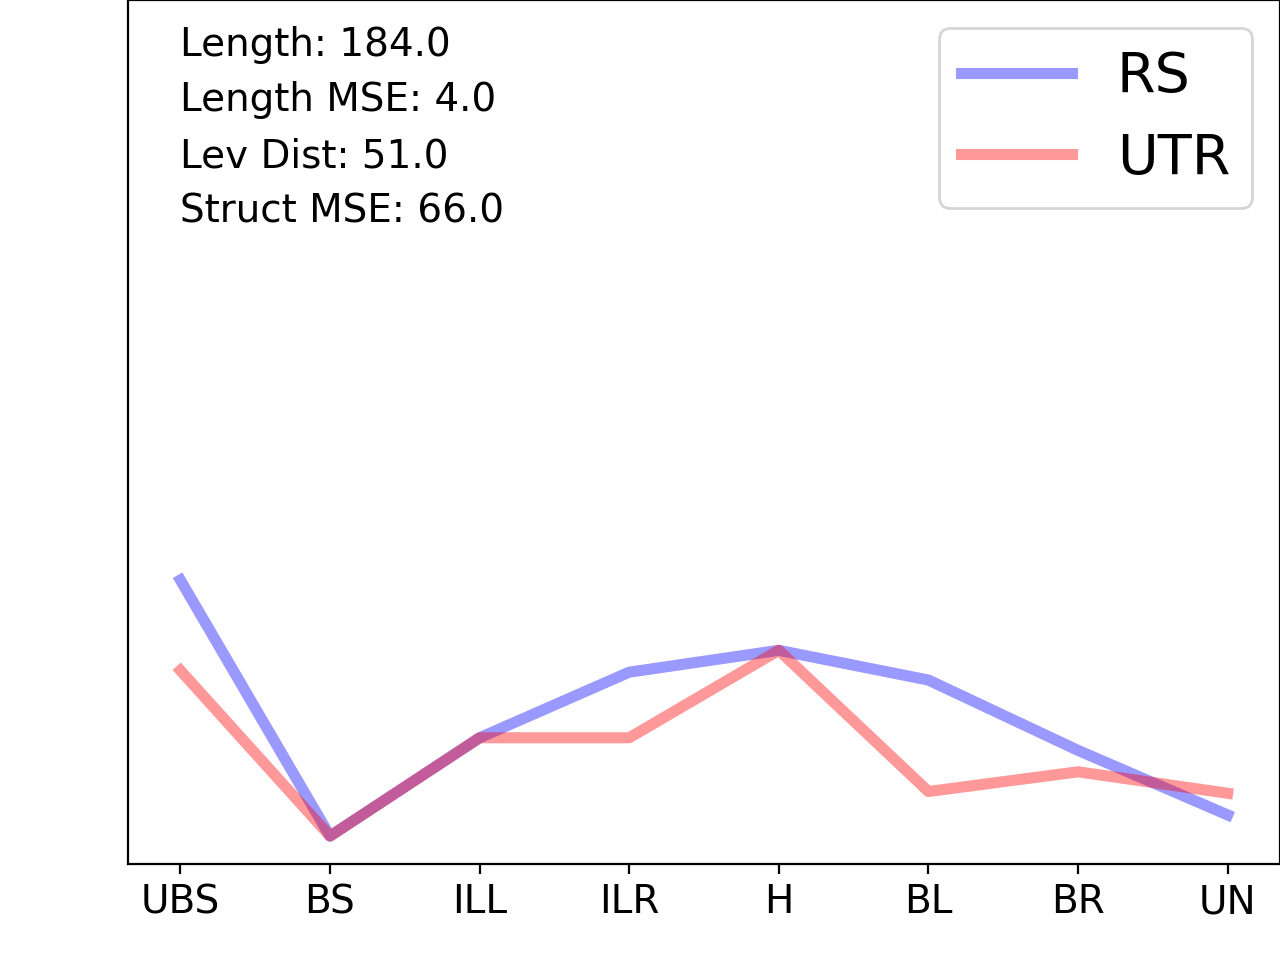 Length: 184.0
Length MSE: 4.0
Lev Dist: 51.0
Struct MSE: 66.0
RS
UTR
UBS BS ILL ILR H BL BR UN